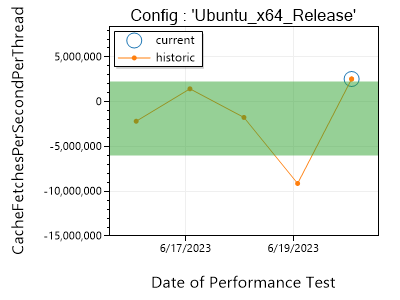 Config : 'Ubuntu_x64_Release'
CacheFetchesPerSecondPerThread
5,000,000
0
-5,000,000
-10,000,000
-15,000,000
current
historic
6/17/2023
6/19/2023
Date of Performance Test